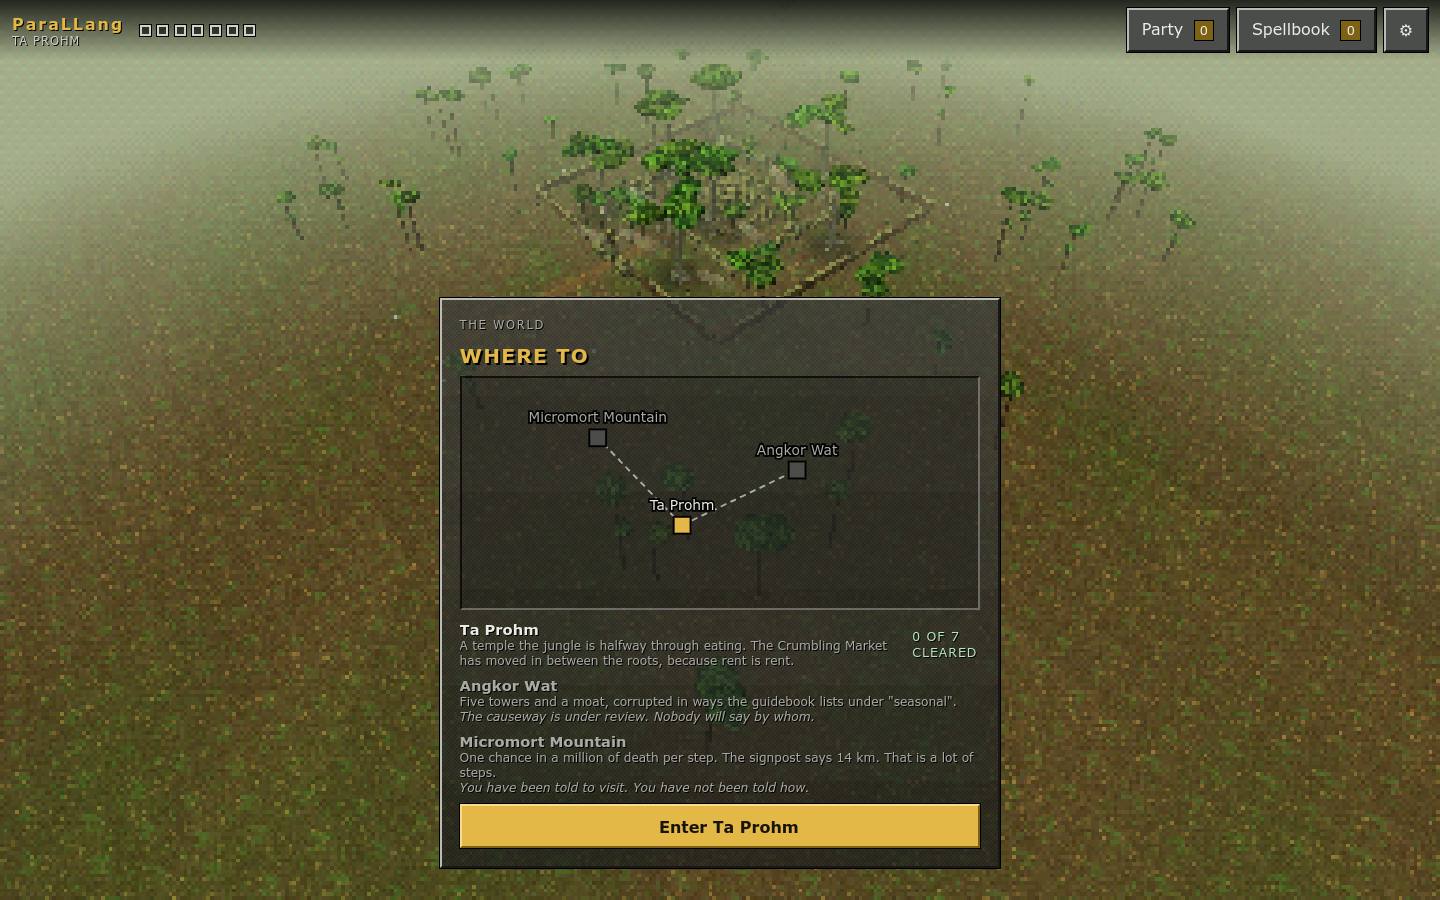 ParaLLang
TA PROHM
Party 0
Spellbook 0
THE WORLD
WHERE TO
Micromort Mountain
Angkor Wat
Ta Prohm
Ta Prohm
A temple the jungle is halfway through eating. The Crumbling Market
has moved in between the roots, because rent is rent.
0 OF 7
CLEARED
Angkor Wat
Five towers and a moat, corrupted in ways the guidebook lists under "seasonal".
The causeway is under review. Nobody will say by whom.
Micromort Mountain
One chance in a million of death per step. The signpost says 14 km. That is a lot of
steps.
You have been told to visit. You have not been told how.
Enter Ta Prohm